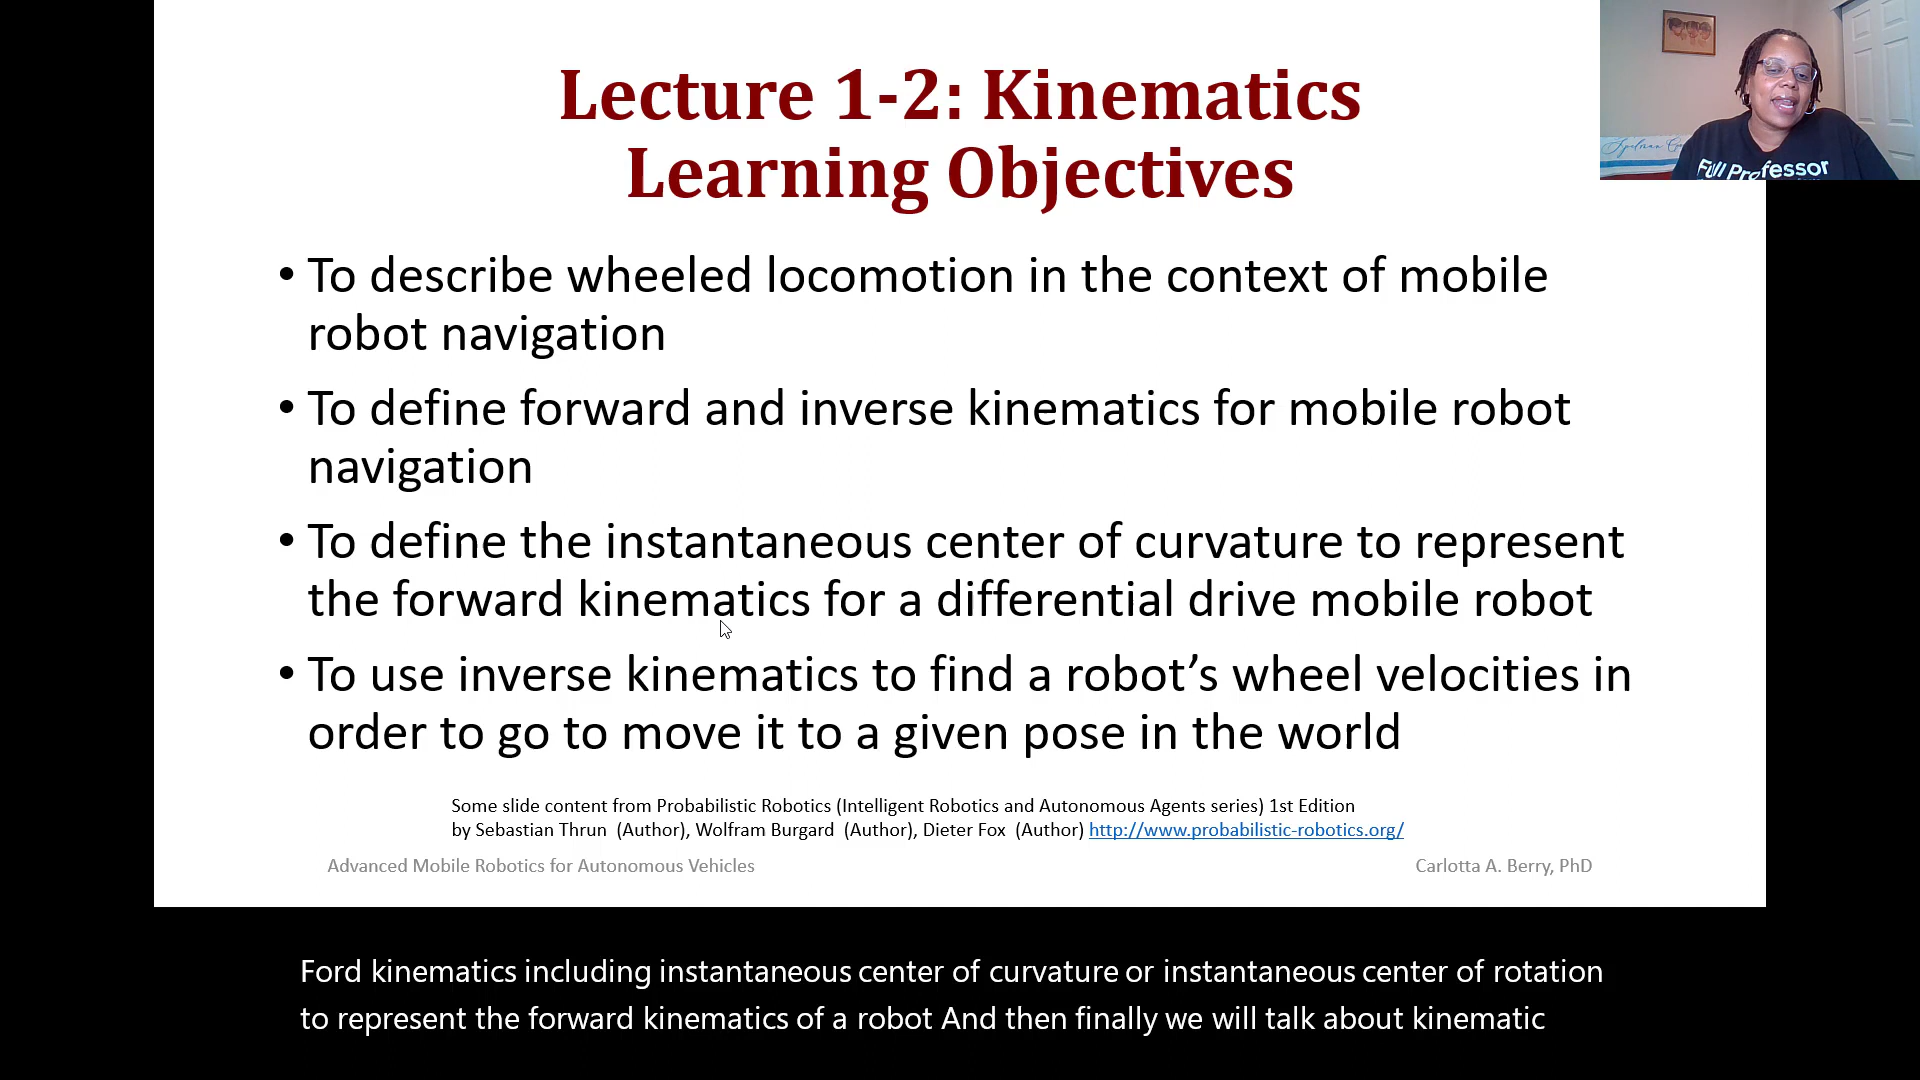 Lecture 1-2: Kinematics
Learning Objectives
• To describe wheeled locomotion in the context of mobile
robot navigation
• To define forward and inverse kinematics for mobile robot
navigation
• To define the instantaneous center of curvature to represent
the forward kinematics for a differential drive mobile robot
• To use inverse kinematics to find a robot’s wheel velocities in
order to go to move it to a given pose in the world
Some slide content from Probabilistic Robotics (Intelligent Robotics and Autonomous Agents series) 1st Edition
by Sebastian Thrun (Author), Wolfram Burgard (Author), Dieter Fox (Author) http://www.probabilistic-robotics.org/
Advanced Mobile Robotics for Autonomous Vehicles
Carlotta A. Berry, PhD
Spelman
Full Professor
Ford kinematics including instantaneous center of curvature or instantaneous center of rotation
to represent the forward kinematics of a robot And then finally we will talk about kinematic